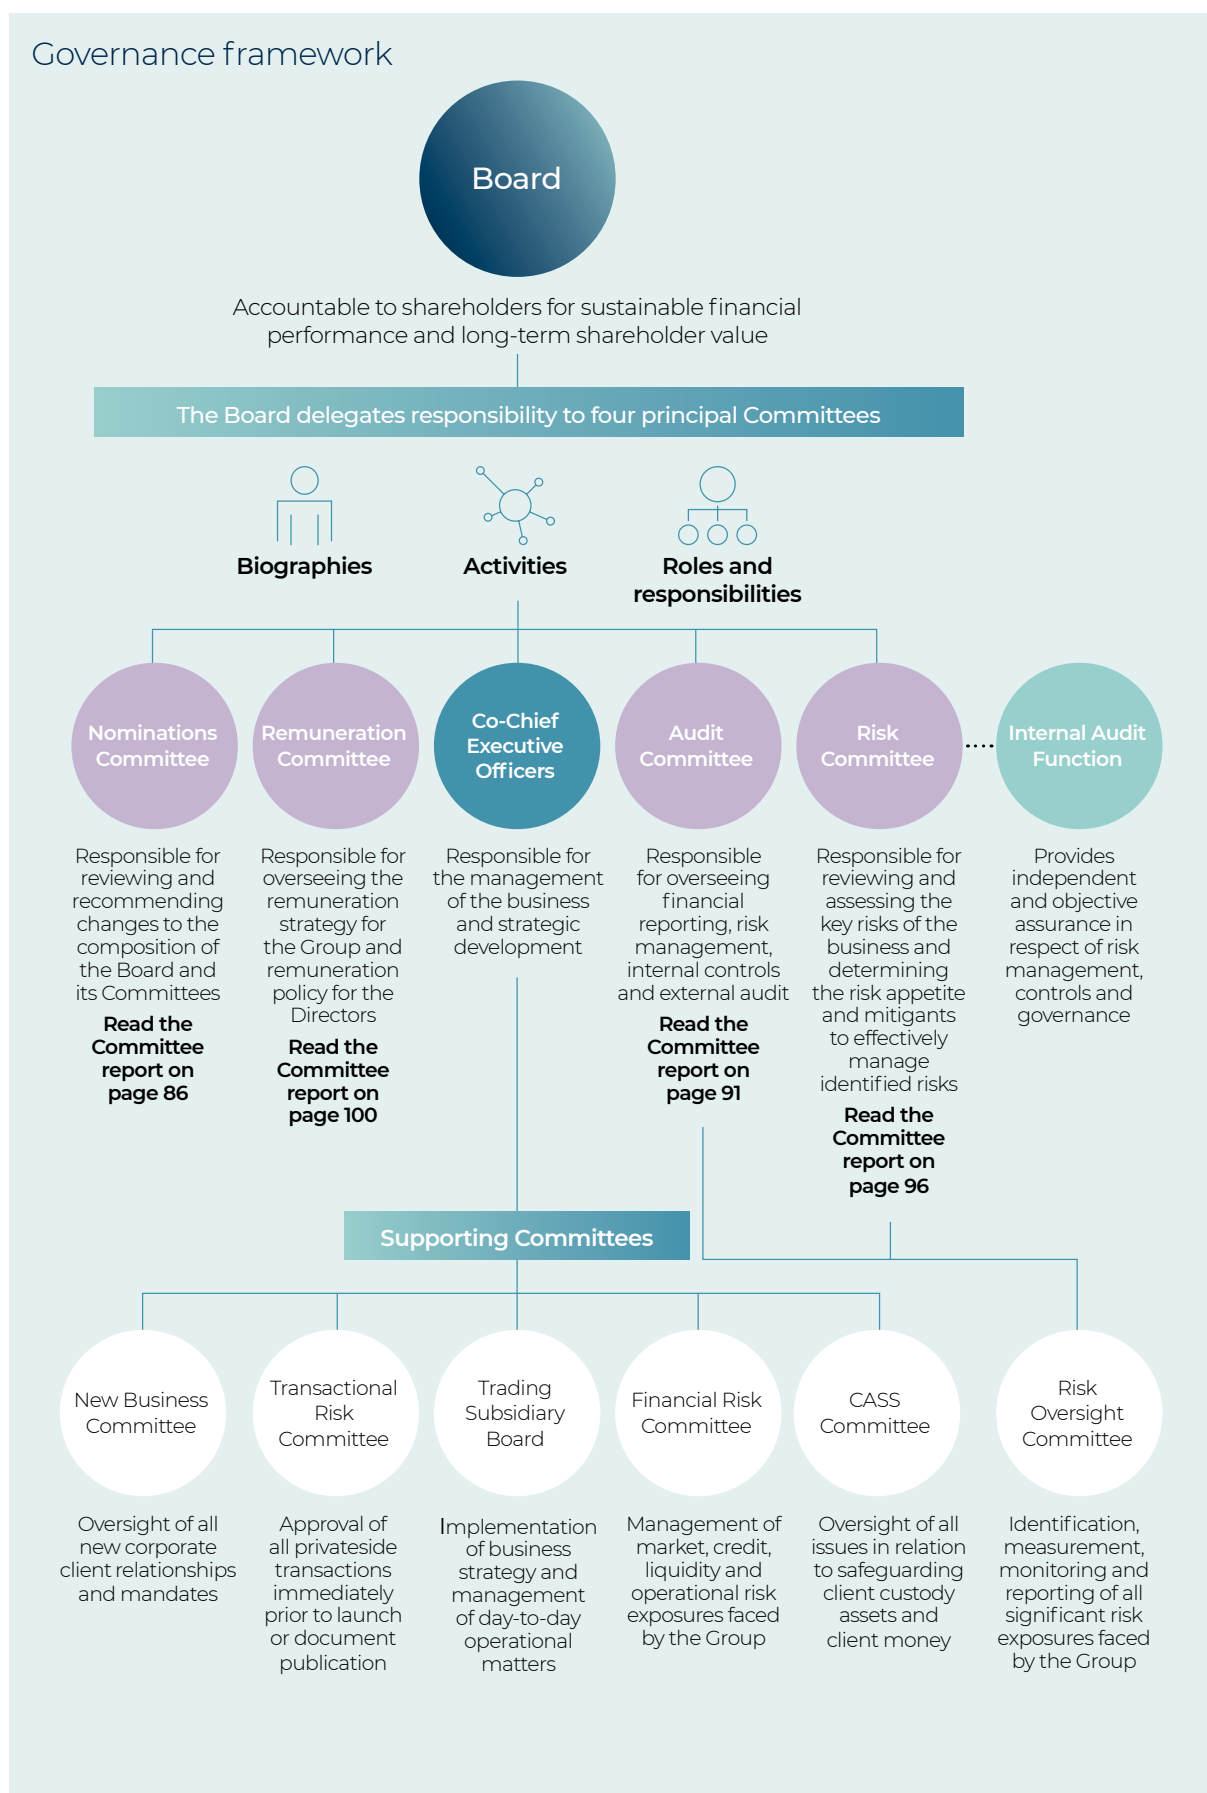 Governance framework
Board
Accountable to shareholders for sustainable financial
performance and long-term shareholder value
The Board delegates responsibility to four principal Committees
Biographies
Activities
Roles and
responsibilities
Nominations
Committee
Responsible for
reviewing and
recommending
changes to the
composition of
the Board and
its Committees
Read the
Committee
report on
page 86
Remuneration
Committee
Responsible for
overseeing the
remuneration
strategy for
the Group and
remuneration
policy for the
Directors
Read the
Committee
report on
page 100
Co-Chief
Executive
Officers
Responsible for
the management
of the business
and strategic
development
Audit
Committee
Responsible
for overseeing
financial
reporting, risk
management,
internal controls
and external audit
Read the
Committee
report on
page 91
Risk
Committee
Responsible for
reviewing and
assessing the
key risks of the
business and
determining
the risk appetite
and mitigants
to effectively
manage
identified risks
Read the
Committee
report on
page 96
Internal Audit
Function
Provides
independent
and objective
assurance in
respect of risk
management,
controls and
governance
Supporting Committees
New Business
Committee
Oversight of all
new corporate
client relationships
and mandates
Transactional
Risk
Committee
Approval of
all privateside
transactions
immediately
prior to launch
or document
publication
Trading
Subsidiary
Board
Implementation
of business
strategy and
management
of day-to-day
operational
matters
Financial Risk
Committee
Management of
market, credit,
liquidity and
operational risk
exposures faced
by the Group
CASS
Committee
Oversight of all
issues in relation
to safeguarding
client custody
assets and
client money
Risk
Oversight
Committee
Identification,
measurement,
monitoring and
reporting of all
significant risk
exposures faced
by the Group